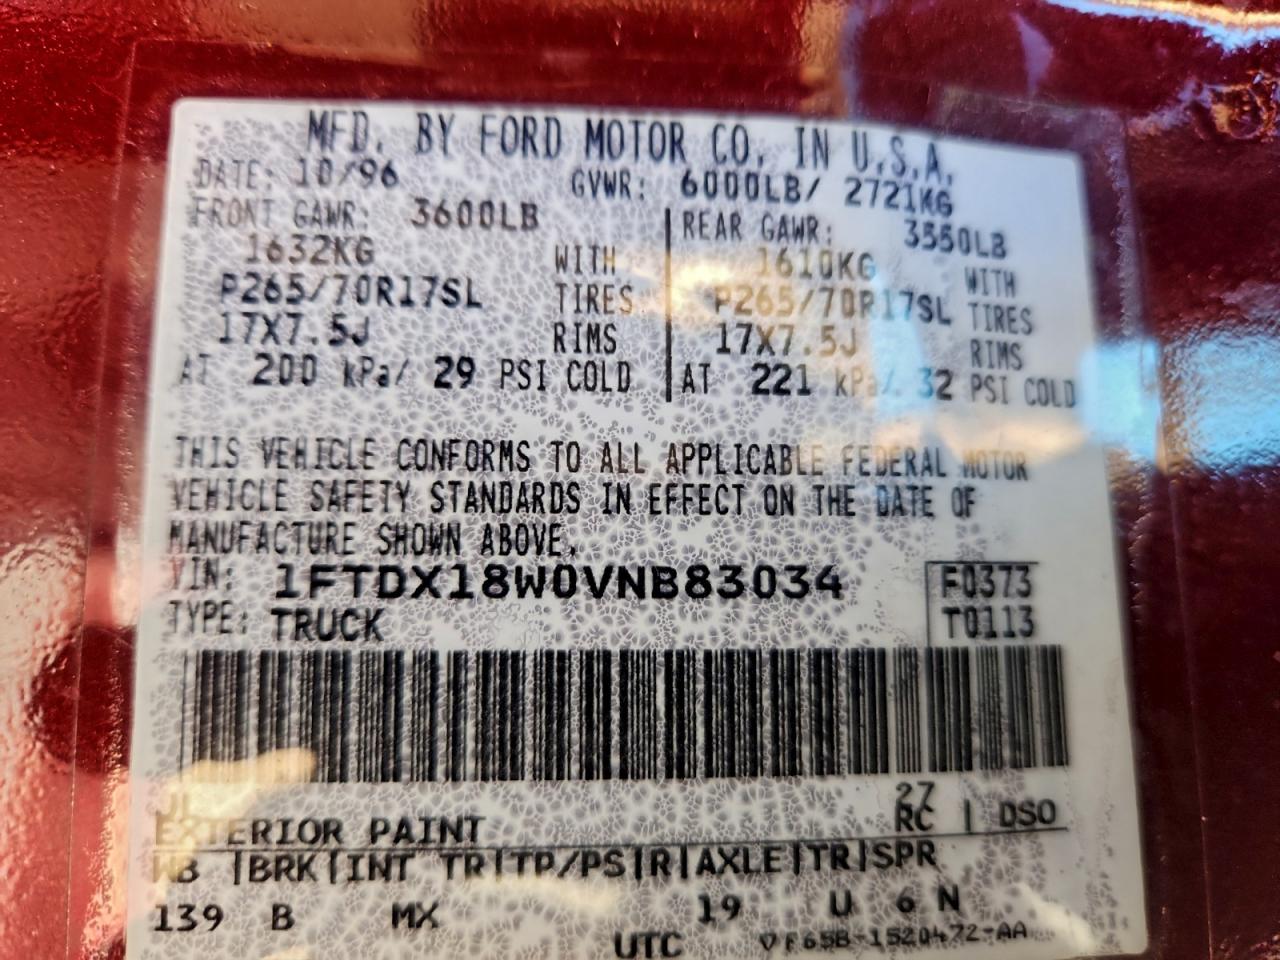 MFD. BY FORD MOTOR CO. IN U.S.A.
DATE: 10/96 GVWR: 6000LB/ 2721KG
FRONT GAWR: 3600LB REAR GAWR: 3550LB
1632KG WITH 1610KG WITH
P265/70R17SL TIRES P265/70R17SL TIRES
17X7.5J RIMS 17X7.5J RIMS
AT 200 kPa/ 29 PSI COLD AT 221 kPa/ 32 PSI COLD
THIS VEHICLE CONFORMS TO ALL APPLICABLE FEDERAL MOTOR
VEHICLE SAFETY STANDARDS IN EFFECT ON THE DATE OF
MANUFACTURE SHOWN ABOVE.
VIN: 1FTDX18W0VNB83034 F0373
TYPE: TRUCK T0113
27
EXTERIOR PAINT RC | DSO
WB |BRK|INT TR|TP/PS|R|AXLE|TR|SPR
139 B MX 19 U 6 N
UTC ▽ F65B-1520472-AA